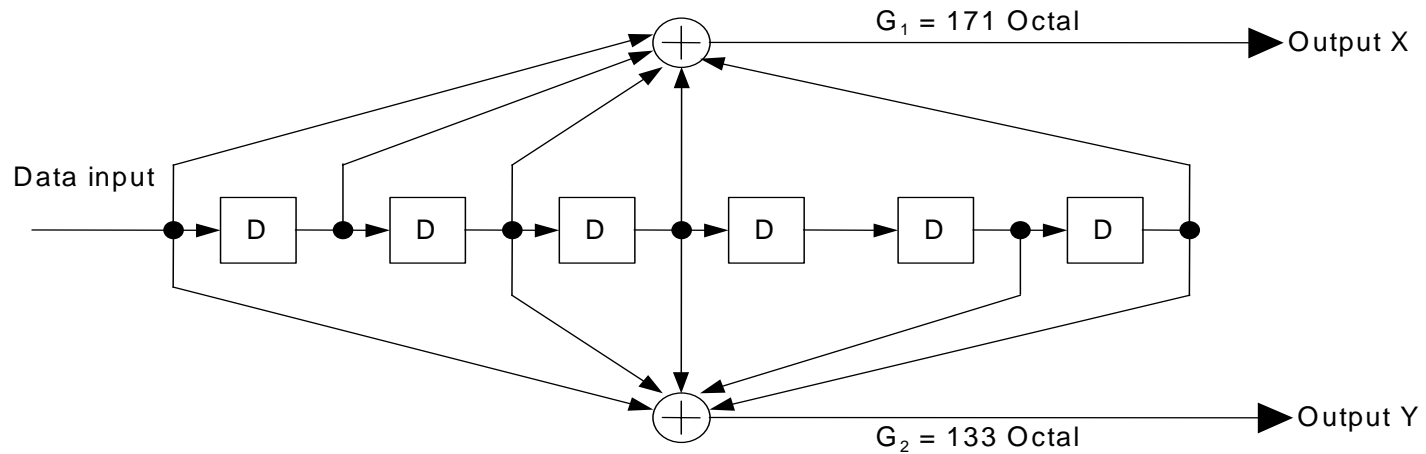 G₁ = 171 Octal
Output X
Data input
D D D D D D
Output Y
G₂ = 133 Octal